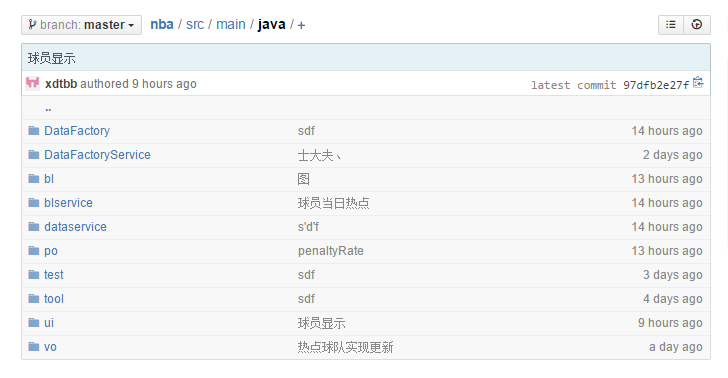 branch: master nba / src / main / java / +
球员显示
xdtbb authored 9 hours ago latest commit 97dfb2e27f
..
DataFactory sdf 14 hours ago
DataFactoryService 士大夫、 2 days ago
bl 图 13 hours ago
blservice 球员当日热点 14 hours ago
dataservice s'd'f 14 hours ago
po penaltyRate 13 hours ago
test sdf 3 days ago
tool sdf 4 days ago
ui 球员显示 9 hours ago
vo 热点球队实现更新 a day ago